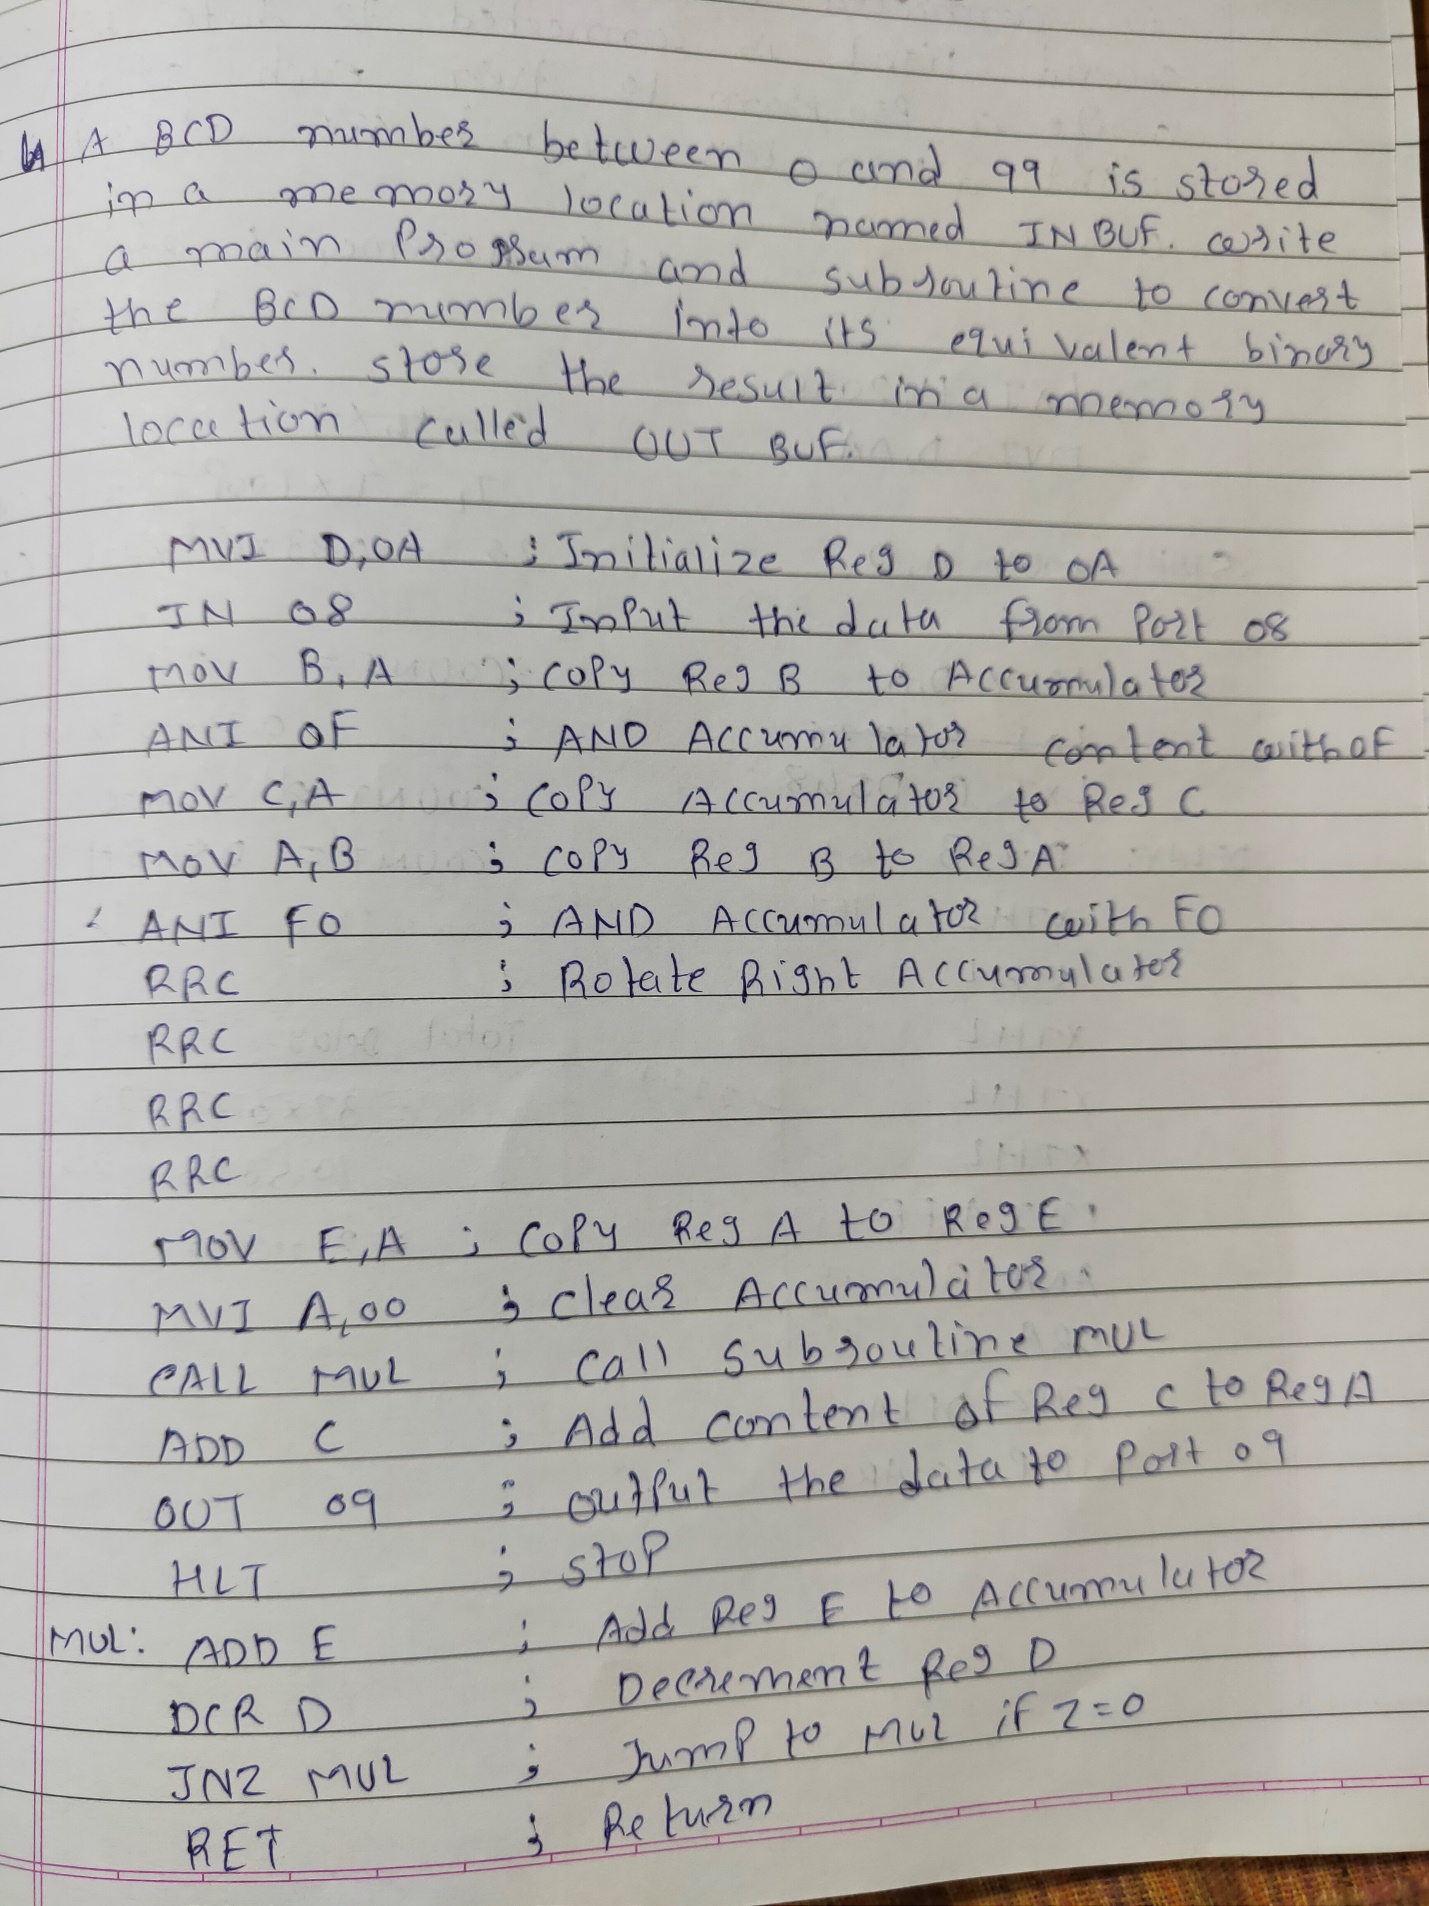 b) A BCD number between 0 and 99 is stored
in a memory location named INBUF. write
a main Program and subroutine to convert
the BCD number into its equivalent binary
number. store the result in a memory
location called OUT BUF.
MVI D,0A ; Initialize Reg D to 0A
IN 08 ; Input the data from Port 08
MOV B,A ; copy Reg B to Accumulator
ANI 0F ; AND Accumulator content with 0F
MOV C,A ; copy Accumulator to Reg C
MOV A,B ; copy Reg B to Reg A
ANI F0 ; AND Accumulator with F0
RRC ; Rotate Right Accumulator
RRC
RRC
RRC
MOV E,A ; copy Reg A to Reg E.
MVI A,00 ; clear Accumulator.
CALL MUL ; call subroutine MUL
ADD C ; Add content of Reg C to Reg A
OUT 09 ; output the data to Port 09
HLT ; stop
MUL: ADD E ; Add Reg E to Accumulator
DCR D ; Decrement Reg D
JNZ MUL ; Jump to MUL if Z=0
RET ; Return